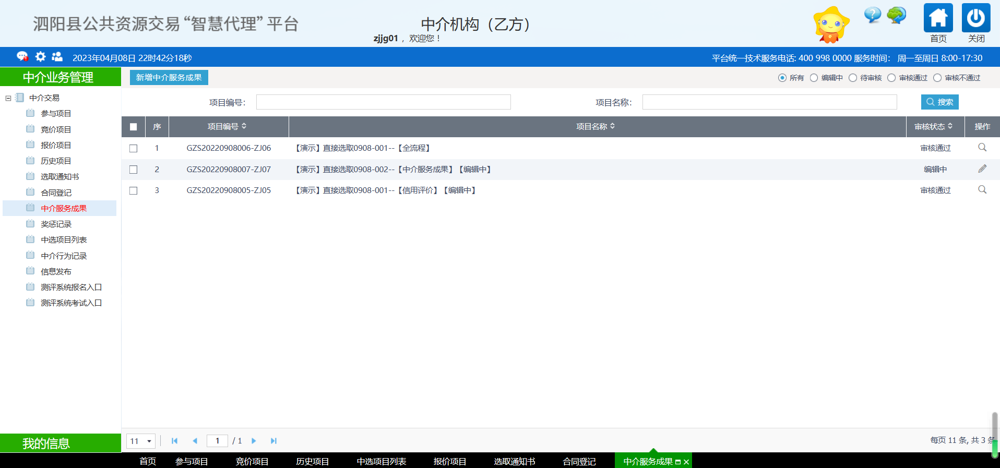 泗阳县公共资源交易“智慧代理”平台
中介机构（乙方）
zjjg01 ，欢迎您！
首页
关闭
2023年04月08日 22时42分18秒
平台统一技术服务电话: 400 998 0000 服务时间： 周一至周日 8:00-17:30
中介业务管理
新增中介服务成果
所有 编辑中 待审核 审核通过 审核不通过
中介交易
参与项目
竞价项目
报价项目
历史项目
选取通知书
合同登记
中介服务成果
奖惩记录
中选项目列表
中介行为记录
信息发布
测评系统报名入口
测评系统考试入口
项目编号： 项目名称： 搜索
序 项目编号 项目名称 审核状态 操作
1 GZS20220908006-ZJ06 【演示】直接选取0908-001--【全流程】 审核通过
2 GZS20220908007-ZJ07 【演示】直接选取0908-002--【中介服务成果】【编辑中】 编辑中
3 GZS20220908005-ZJ05 【演示】直接选取0908-001--【信用评价】【编辑中】 审核通过
我的信息
11 1 / 1 每页 11 条, 共 3 条
首页 参与项目 竞价项目 历史项目 中选项目列表 报价项目 选取通知书 合同登记 中介服务成果